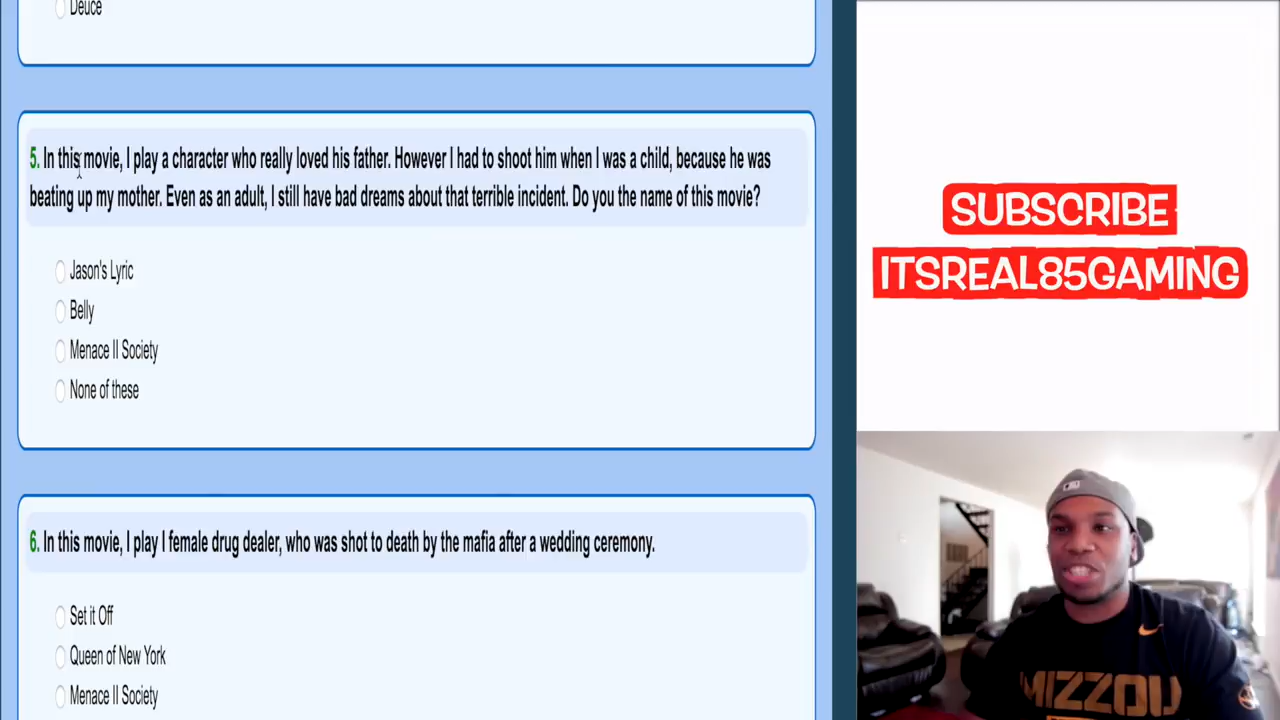 Deuce
5. In this movie, I play a character who really loved his father. However I had to shoot him when I was a child, because he was
beating up my mother. Even as an adult, I still have bad dreams about that terrible incident. Do you the name of this movie?
Jason's Lyric
Belly
Menace II Society
None of these
6. In this movie, I play I female drug dealer, who was shot to death by the mafia after a wedding ceremony.
Set it Off
Queen of New York
Menace II Society
SUBSCRIBE
ITSREAL85GAMING
MIZZOU